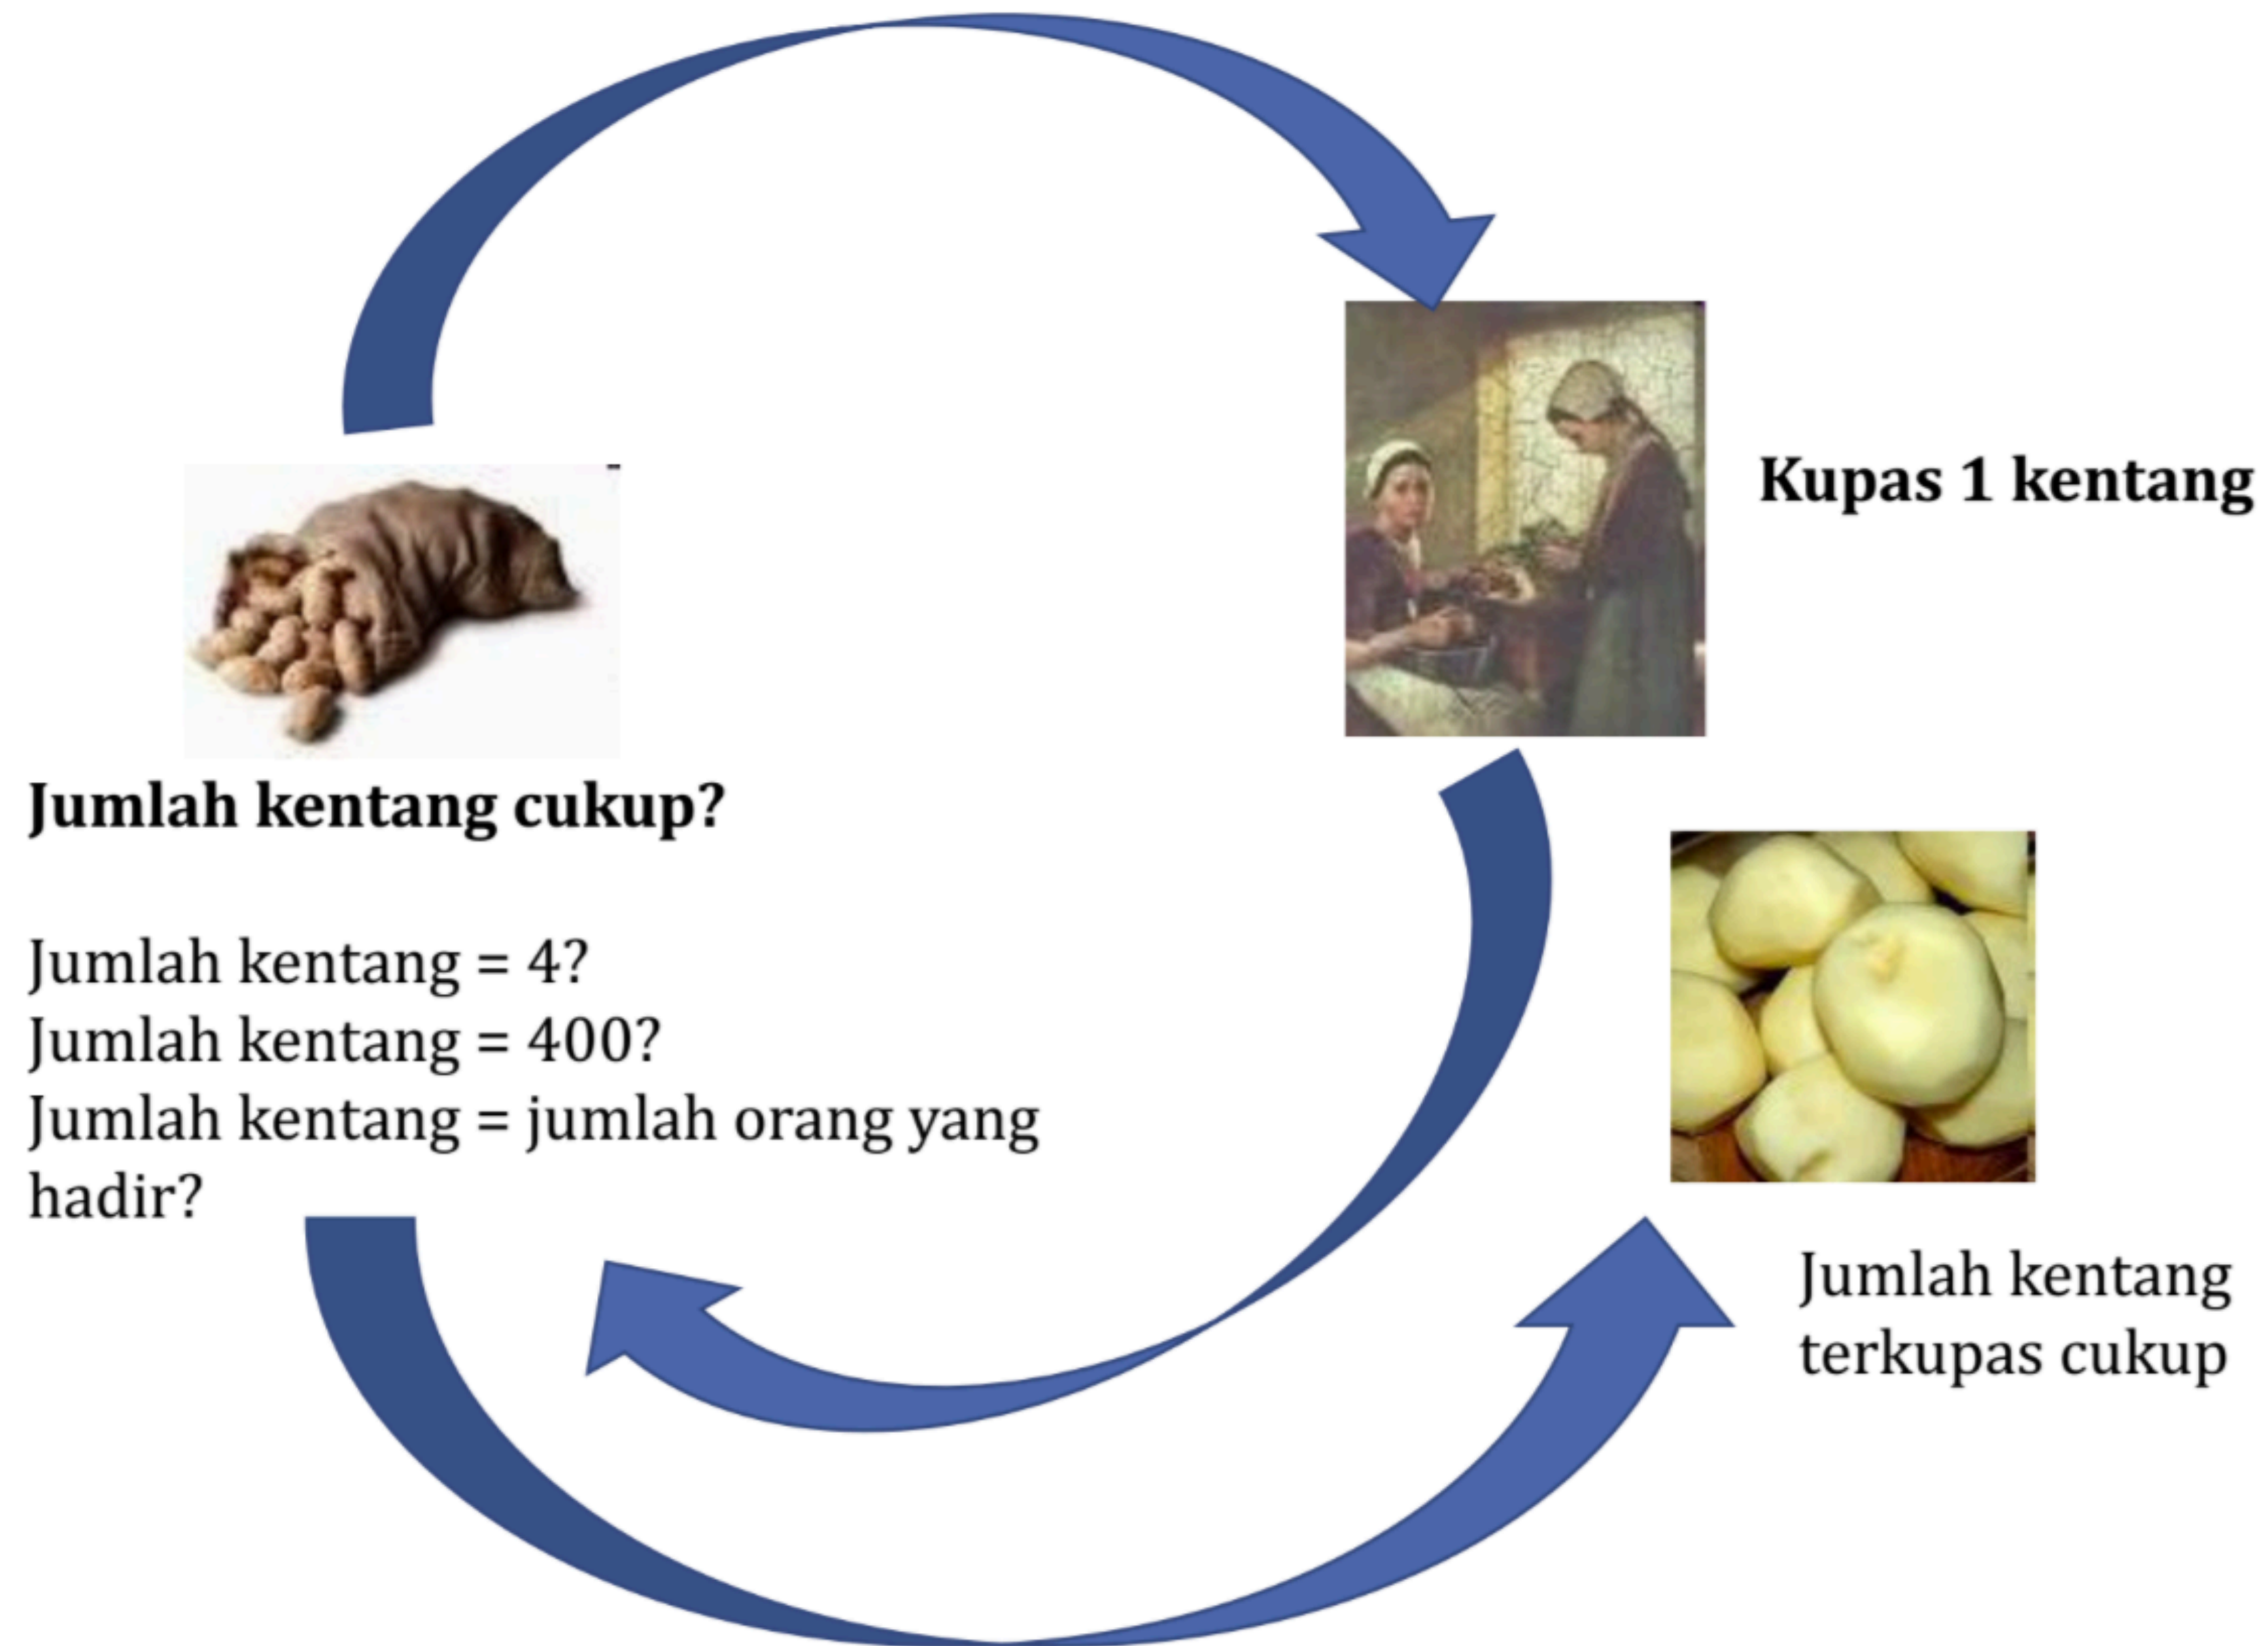 Kupas 1 kentang
Jumlah kentang cukup?
Jumlah kentang = 4?
Jumlah kentang = 400?
Jumlah kentang = jumlah orang yang
hadir?
Jumlah kentang
terkupas cukup